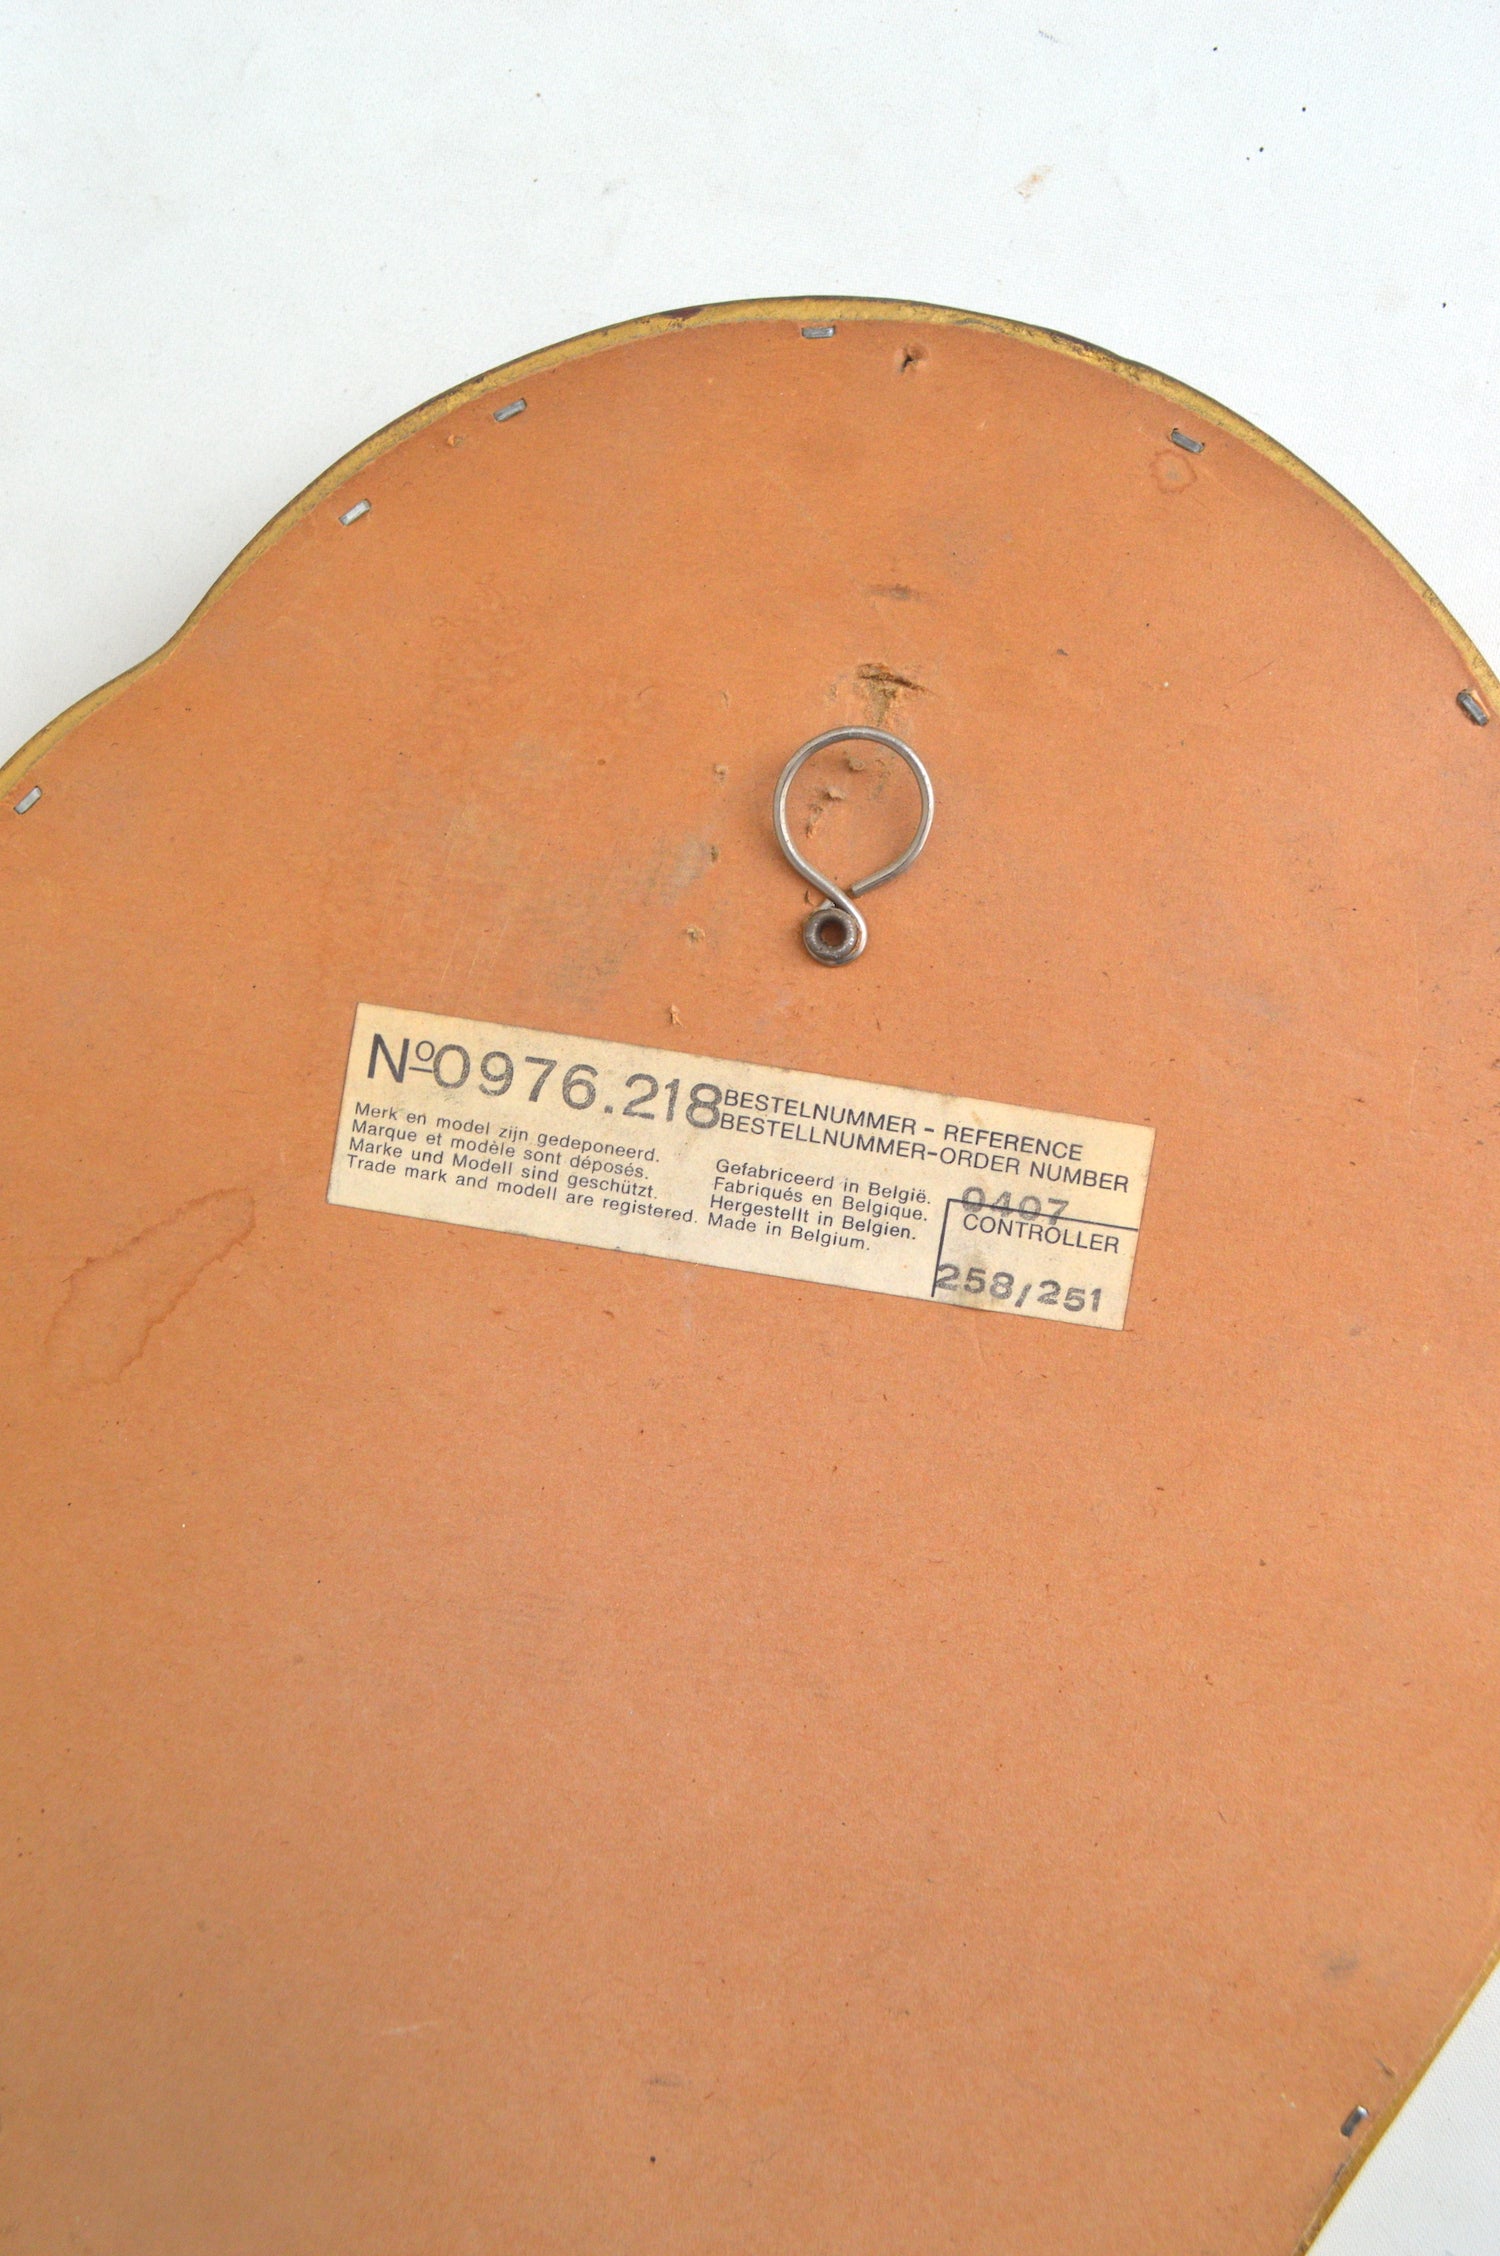 Nº0976.218
BESTELNUMMER - REFERENCE
BESTELLNUMMER-ORDER NUMBER
Merk en model zijn gedeponeerd.
Marque et modèle sont déposés.
Marke und Modell sind geschützt.
Trade mark and modell are registered.
Gefabriceerd in België.
Fabriqués en Belgique.
Hergestellt in Belgien.
Made in Belgium.
0407
CONTROLLER
258/251